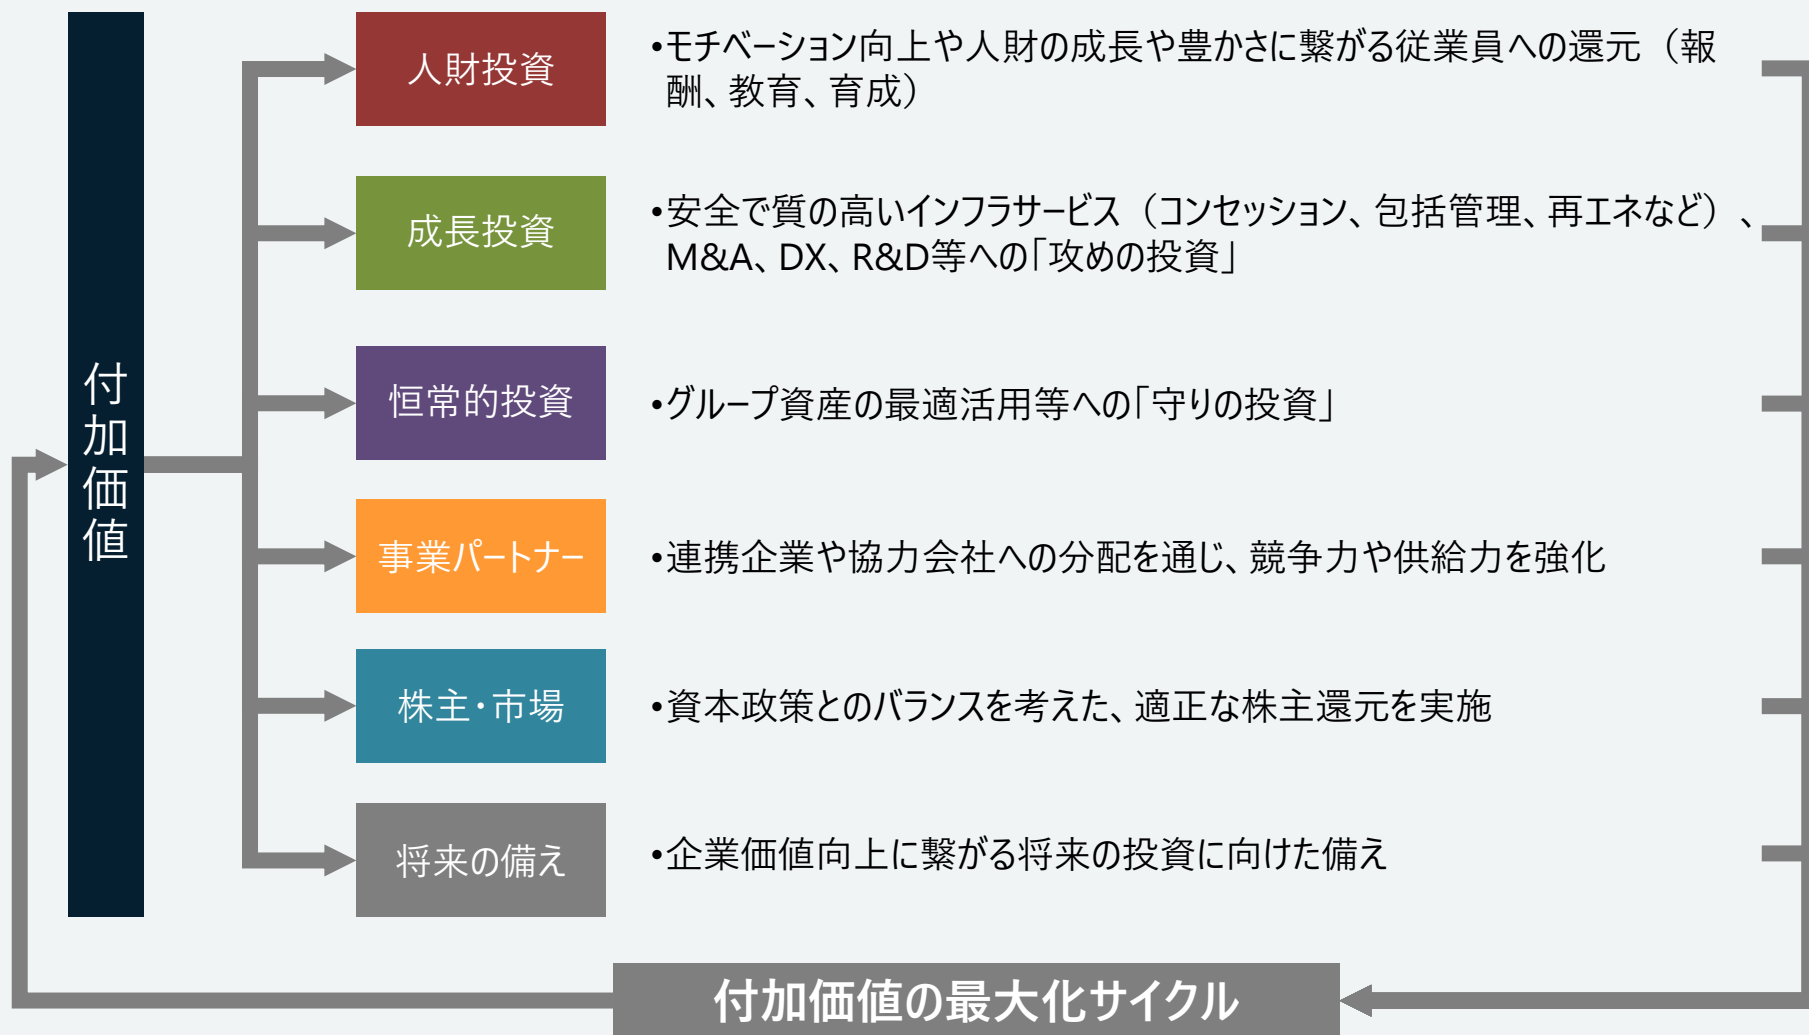 付加価値
人財投資
•モチベーション向上や人財の成長や豊かさに繋がる従業員への還元（報
酬、教育、育成）
成長投資
•安全で質の高いインフラサービス（コンセッション、包括管理、再エネなど）、
M&A、DX、R&D等への「攻めの投資」
恒常的投資
•グループ資産の最適活用等への「守りの投資」
事業パートナー
•連携企業や協力会社への分配を通じ、競争力や供給力を強化
株主・市場
•資本政策とのバランスを考えた、適正な株主還元を実施
将来の備え
•企業価値向上に繋がる将来の投資に向けた備え
付加価値の最大化サイクル